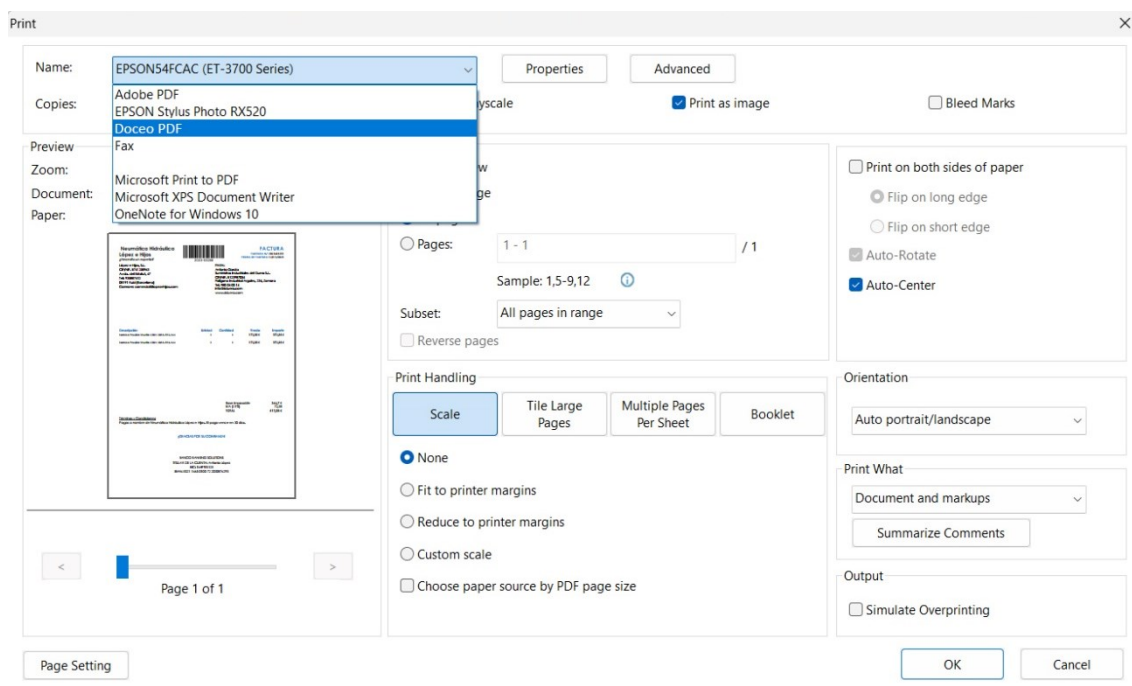 Print
Name:
EPSON54FCAC (ET-3700 Series)
Properties
Advanced
Adobe PDF
EPSON Stylus Photo RX520
Doceo PDF
Fax
Microsoft Print to PDF
Microsoft XPS Document Writer
OneNote for Windows 10
Copies:
Print as image
Bleed Marks
Preview
Zoom:
Document:
Paper:
FACTURA
Page 1 of 1
<
>
Pages:
1 - 1
/ 1
Sample: 1,5-9,12
Subset:
All pages in range
Reverse pages
Print Handling
Scale
Tile Large
Pages
Multiple Pages
Per Sheet
Booklet
None
Fit to printer margins
Reduce to printer margins
Custom scale
Choose paper source by PDF page size
Print on both sides of paper
Flip on long edge
Flip on short edge
Auto-Rotate
Auto-Center
Orientation
Auto portrait/landscape
Print What
Document and markups
Summarize Comments
Output
Simulate Overprinting
Page Setting
OK
Cancel